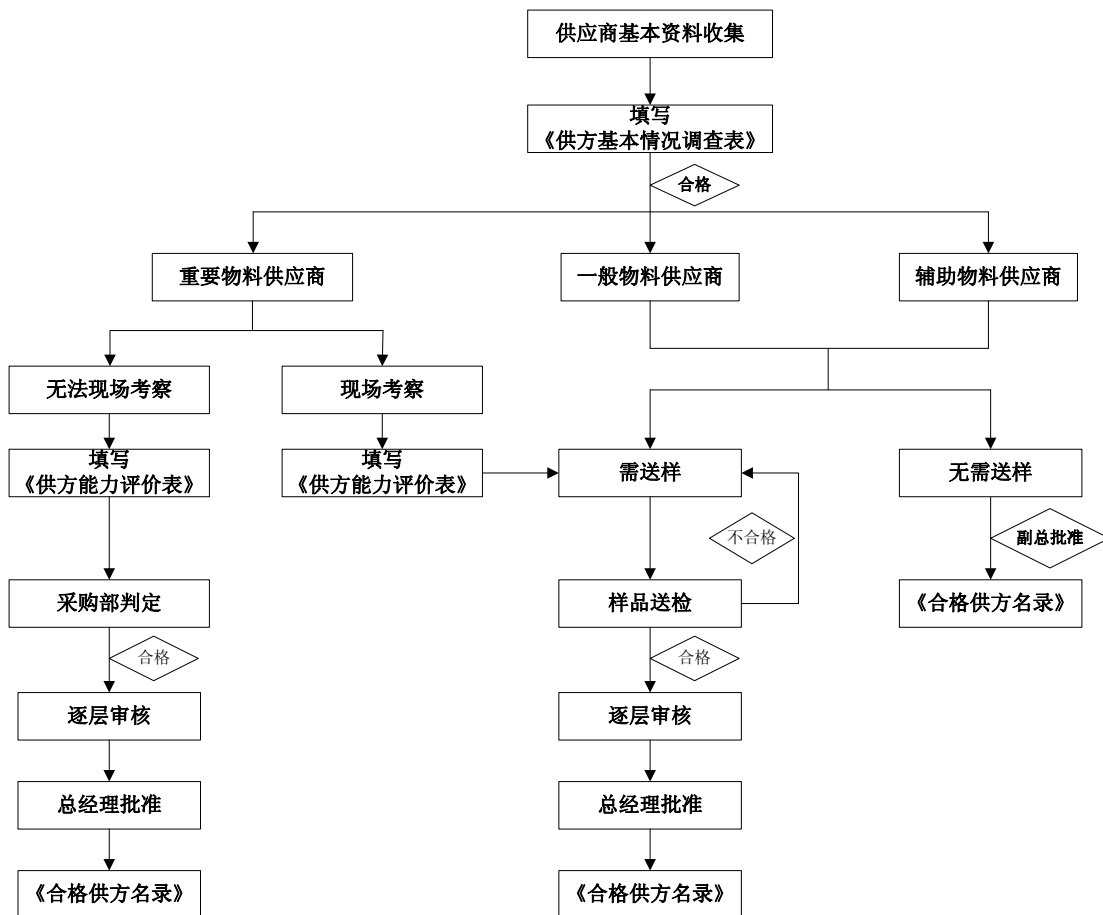 供应商基本资料收集
填写
《供方基本情况调查表》
合格
重要物料供应商
一般物料供应商
辅助物料供应商
无法现场考察
现场考察
填写
《供方能力评价表》
填写
《供方能力评价表》
需送样
无需送样
不合格
副总批准
采购部判定
样品送检
《合格供方名录》
合格
合格
逐层审核
逐层审核
总经理批准
总经理批准
《合格供方名录》
《合格供方名录》